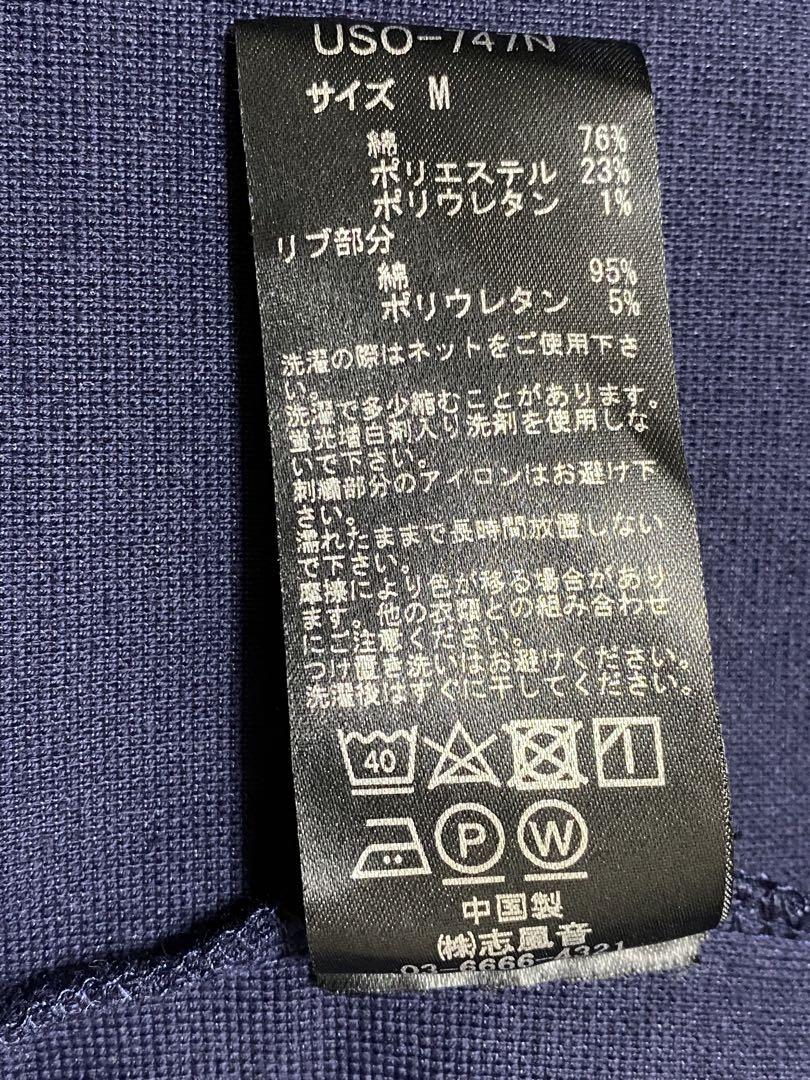 USO-747N
サイズ M
綿 76%
ポリエステル 23%
ポリウレタン 1%
リブ部分
綿 95%
ポリウレタン 5%
洗濯の際はネットをご使用下さ
い。
洗濯で多少縮むことがあります。
蛍光増白剤入り洗剤を使用しな
いで下さい。
刺繍部分のアイロンはお避け下
さい。
濡れたままで長時間放置しない
で下さい。
摩擦により色が移る場合があり
ます。他の衣類との組み合わせ
にご注意ください。
つけ置き洗いはお避けください。
洗濯後はすぐに干してください。
40
P W
中国製
(株)志風音
03-6666-4321